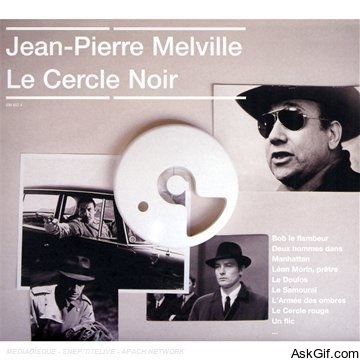 Jean-Pierre Melville
Le Cercle Noir
Bob le flambeur
Deux hommes dans
Manhattan
Léon Morin, prêtre
Le Doulos
Le Samouraï
L'Armée des ombres
Le Cercle rouge
Un flic
...
AskGif.com